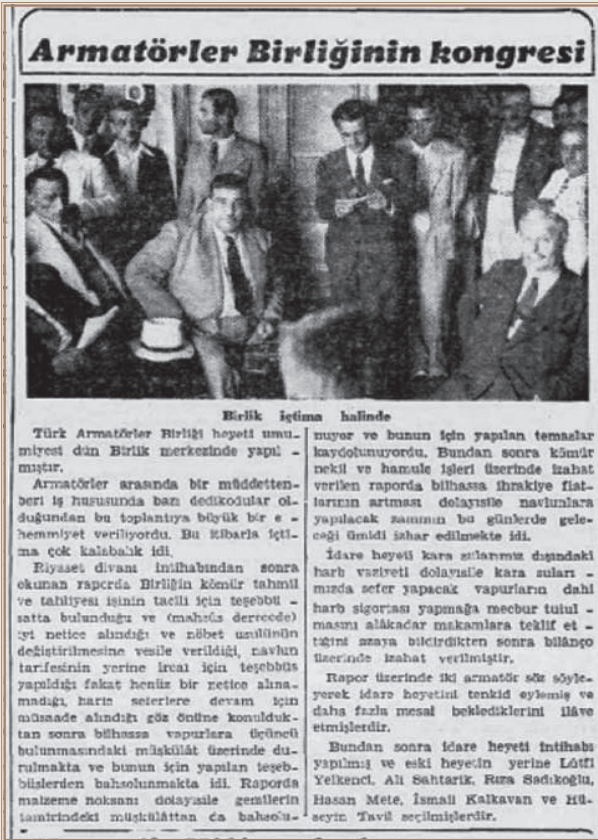 Armatörler Birliğinin kongresi
Birlik içtima halinde
Türk Armatörler Birliği heyeti umu-
miyesi dün Birlik merkezinde yapıl -
mıştır.
Armatörler arasında bir müddetten-
beri iş hususunda bazı dedikodular ol-
duğundan bu toplantıya büyük bir e -
hemmiyet veriliyordu. Bu itibarla içti-
ma çok kalabalık idi.
Riyaset divanı intihabından sonra
okunan raporda Birliğin kömür tahmil
ve tahliyesi işinin tacili için teşebbü -
satta bulunduğu ve (mahsüs derecede)
iyi netice alındığı ve nöbet usulünün
değiştirilmesine vesile verildiği, navlun
tarifesinin yerine ircaı için teşebbüs
yapıldığı fakat henüz bir netice alına-
madığı, haric seferlere devam için
müsaade alındığı göz önüne konulduk-
tan sonra bilhassa vapurlara üçüncü
bulunmasındaki müşkülât üzerinde du-
rulmakta ve bunun için yapılan teşeb-
büslerden bahsolunmakta idi. Raporda
malzeme noksanı dolayısile gemilerin
tamirindeki müşkülâttan da bahsolu-
nuyor ve bunun için yapılan temaslar
kaydolunuyordu. Bundan sonra kömür
nekil ve hamule işleri üzerinde izahat
verilen raporda bilhassa ihrakiye fiat-
larının artması dolayısile navlunlara
yapılacak zammın bu günlerde gele-
ceği ümidi izhar edilmekte idi.
İdare heyeti kara sularımız dışındaki
harb vaziyeti dolayısile kara suları -
mızda sefer yapacak vapurların dahi
harb sigortası yapmağa mecbur tutul -
masını alâkadar makamlara teklif et -
tiğini azaya bildirdikten sonra bilânço
üzerinde izahat verilmiştir.
Rapor üzerinde iki armatör söz söyle-
yerek idare heyetini tenkid eylemiş ve
daha fazla mesai beklediklerini ilâve
etmişlerdir.
Bundan sonra idare heyeti intihabı
yapılmış ve eski heyetin yerine Lûtfi
Yelkenci, Ali Sahtarik, Rıza Sadıkoğlu,
Hasan Mete, İsmail Kalkavan ve Hü-
seyin Tavil seçilmişlerdir.